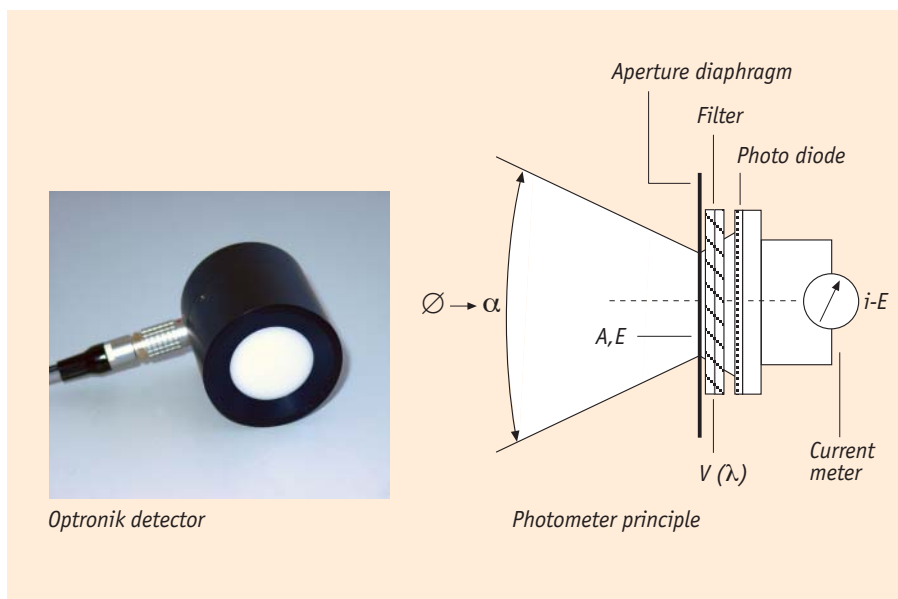 Aperture diaphragm
Filter
Photo diode
∅ → α
A,E
i-E
V (λ)
Current
meter
Optronik detector
Photometer principle